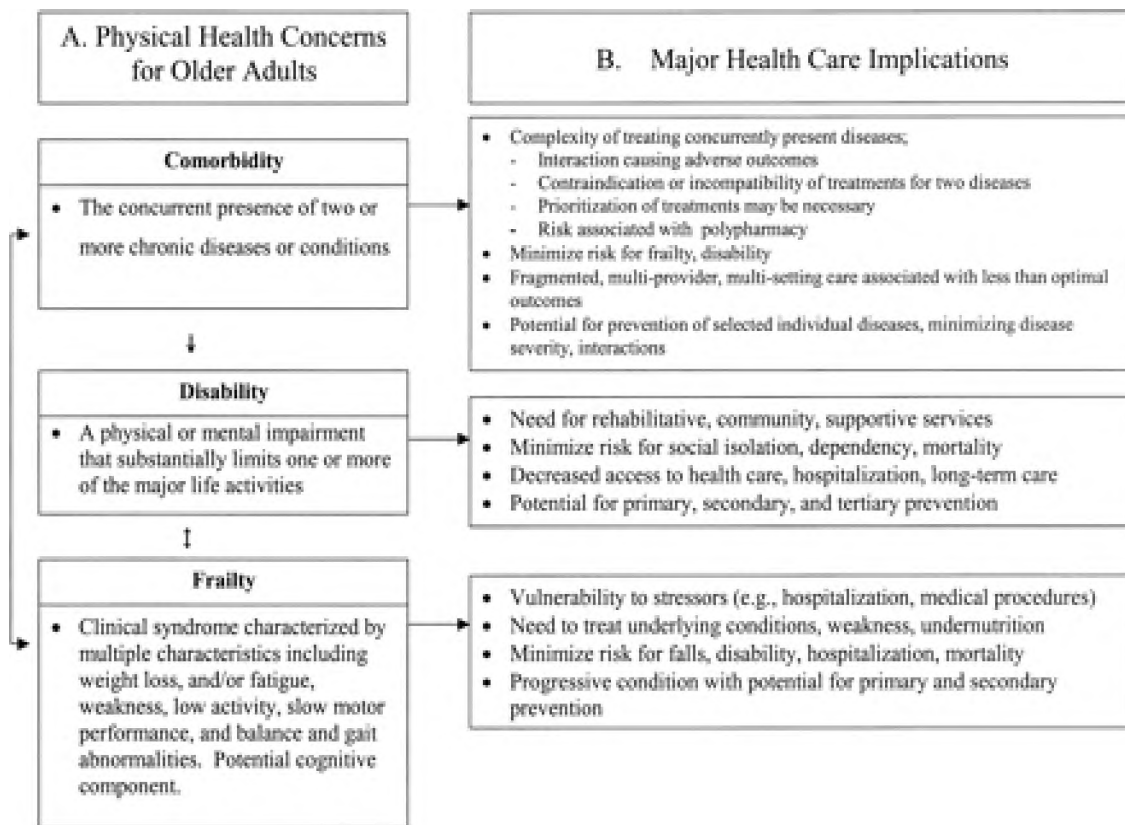 A. Physical Health Concerns
for Older Adults
B. Major Health Care Implications
Comorbidity
• The concurrent presence of two or
more chronic diseases or conditions
• Complexity of treating concurrently present diseases;
- Interaction causing adverse outcomes
- Contraindication or incompatibility of treatments for two diseases
- Prioritization of treatments may be necessary
- Risk associated with polypharmacy
• Minimize risk for frailty, disability
• Fragmented, multi-provider, multi-setting care associated with less than optimal
outcomes
• Potential for prevention of selected individual diseases, minimizing disease
severity, interactions
Disability
• A physical or mental impairment
that substantially limits one or more
of the major life activities
• Need for rehabilitative, community, supportive services
• Minimize risk for social isolation, dependency, mortality
• Decreased access to health care, hospitalization, long-term care
• Potential for primary, secondary, and tertiary prevention
Frailty
• Clinical syndrome characterized by
multiple characteristics including
weight loss, and/or fatigue,
weakness, low activity, slow motor
performance, and balance and gait
abnormalities. Potential cognitive
component.
• Vulnerability to stressors (e.g., hospitalization, medical procedures)
• Need to treat underlying conditions, weakness, undernutrition
• Minimize risk for falls, disability, hospitalization, mortality
• Progressive condition with potential for primary and secondary
prevention